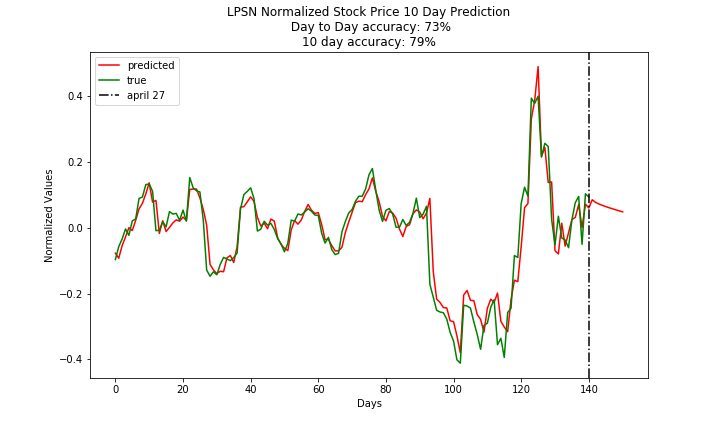 LPSN Normalized Stock Price 10 Day Prediction
Day to Day accuracy: 73%
10 day accuracy: 79%
predicted
true
april 27
Normalized Values
0.4
0.2
0.0
−0.2
−0.4
0 20 40 60 80 100 120 140
Days